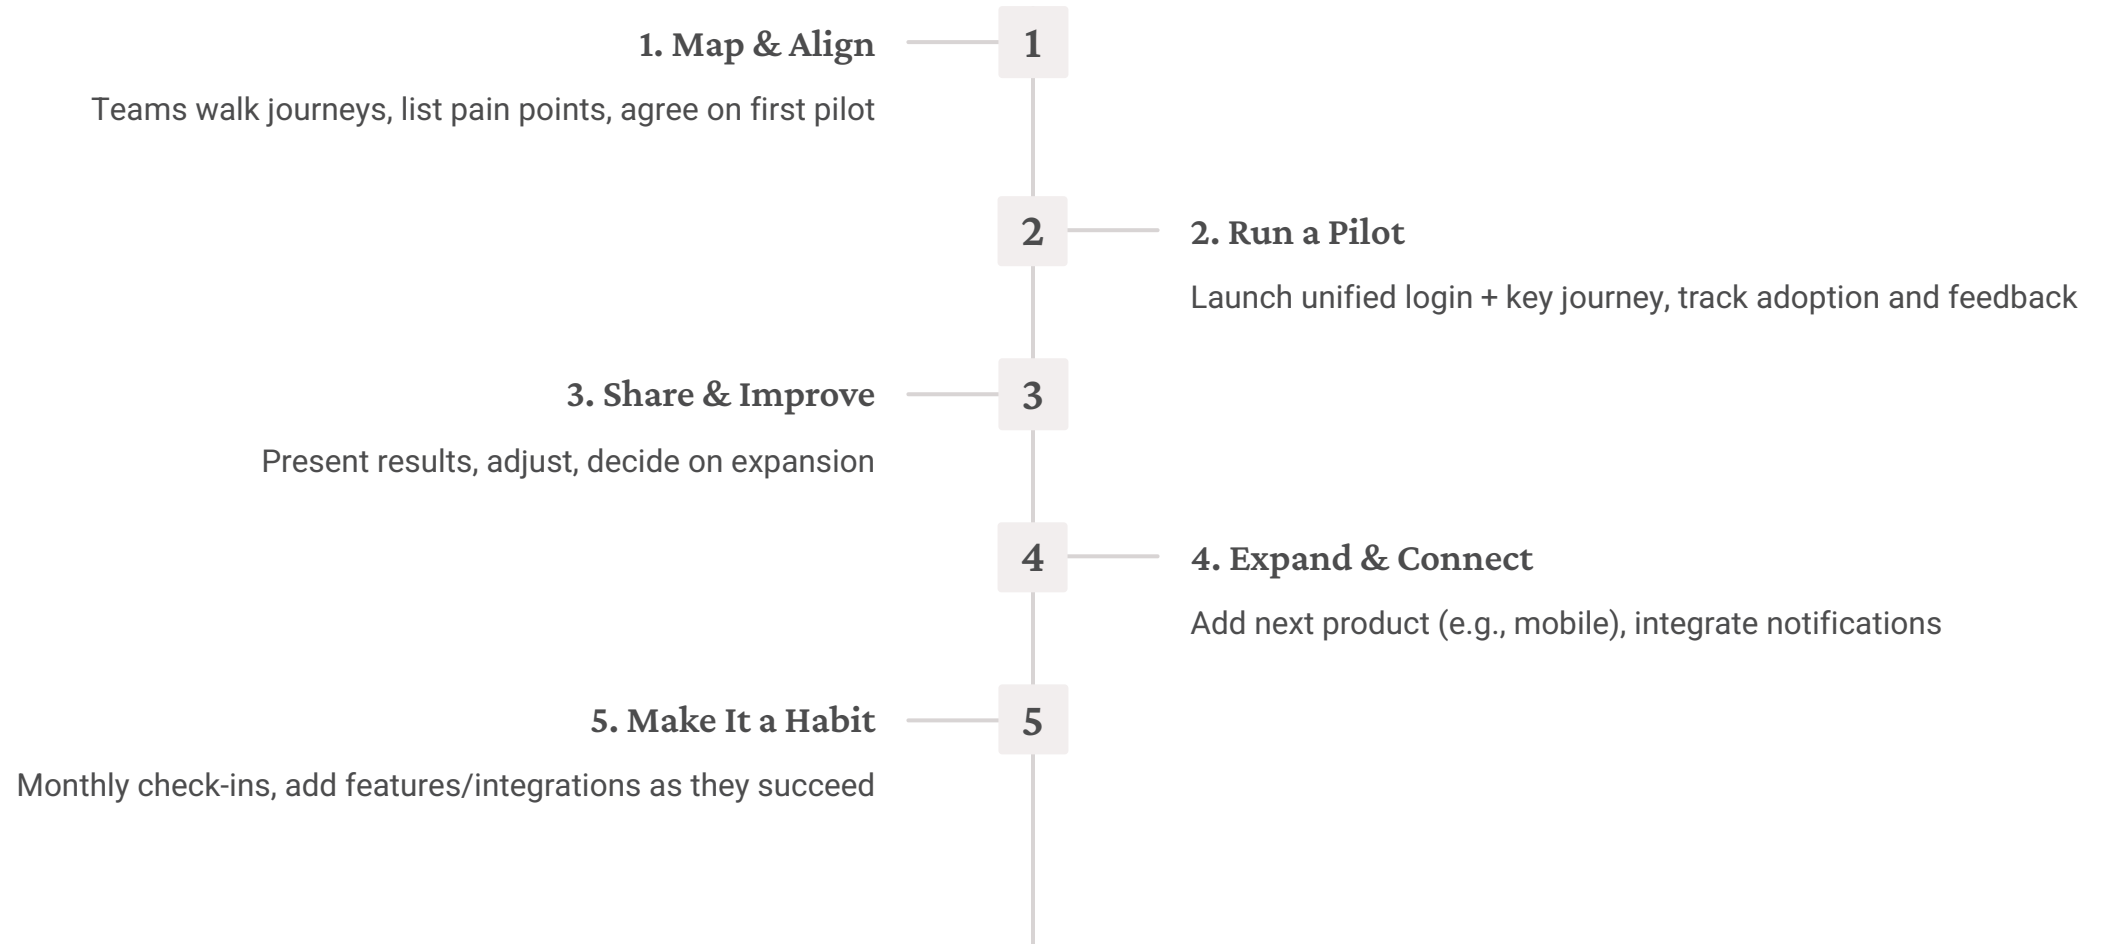 1. Map & Align
1
Teams walk journeys, list pain points, agree on first pilot
2
2. Run a Pilot
Launch unified login + key journey, track adoption and feedback
3. Share & Improve
3
Present results, adjust, decide on expansion
4
4. Expand & Connect
Add next product (e.g., mobile), integrate notifications
5. Make It a Habit
5
Monthly check-ins, add features/integrations as they succeed